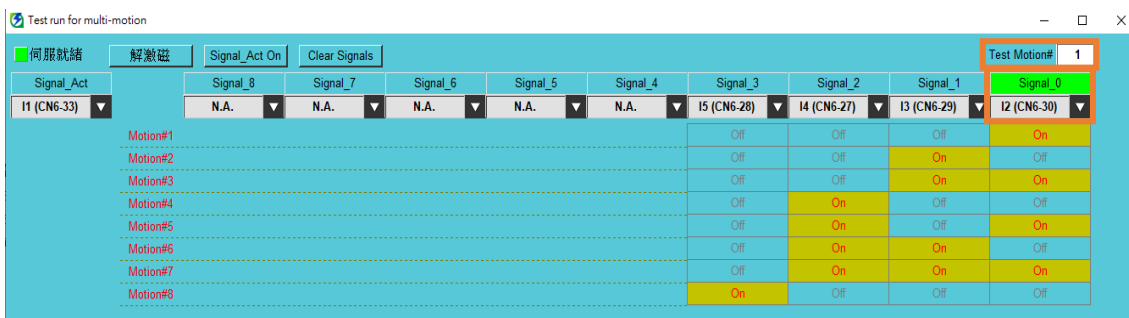 Test run for multi-motion
伺服就緒 解激磁 Signal_Act On Clear Signals Test Motion# 1
Signal_Act Signal_8 Signal_7 Signal_6 Signal_5 Signal_4 Signal_3 Signal_2 Signal_1 Signal_0
I1 (CN6-33) N.A. N.A. N.A. N.A. N.A. I5 (CN6-28) I4 (CN6-27) I3 (CN6-29) I2 (CN6-30)
Motion#1 Off Off Off On
Motion#2 Off Off On Off
Motion#3 Off Off On On
Motion#4 Off On Off Off
Motion#5 Off On Off On
Motion#6 Off On On Off
Motion#7 Off On On On
Motion#8 On Off Off Off